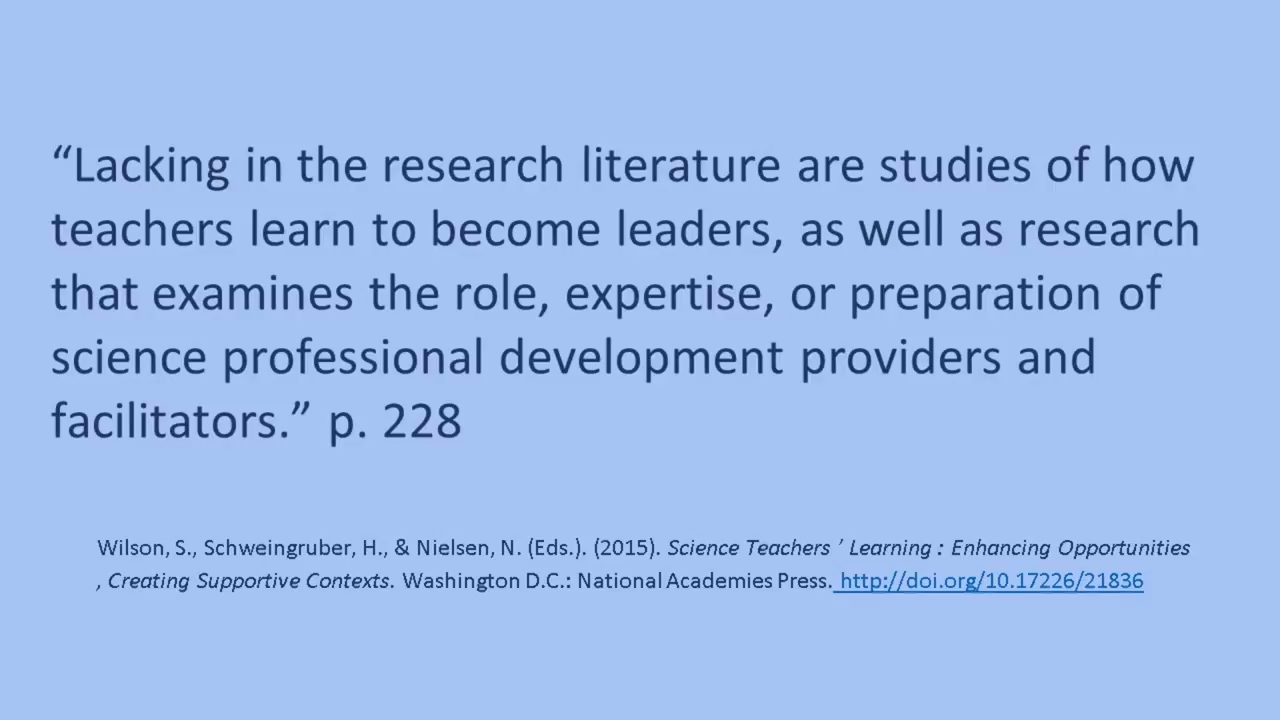 “Lacking in the research literature are studies of how
teachers learn to become leaders, as well as research
that examines the role, expertise, or preparation of
science professional development providers and
facilitators.” p. 228
Wilson, S., Schweingruber, H., & Nielsen, N. (Eds.). (2015). Science Teachers ’ Learning : Enhancing Opportunities
, Creating Supportive Contexts. Washington D.C.: National Academies Press. http://doi.org/10.17226/21836